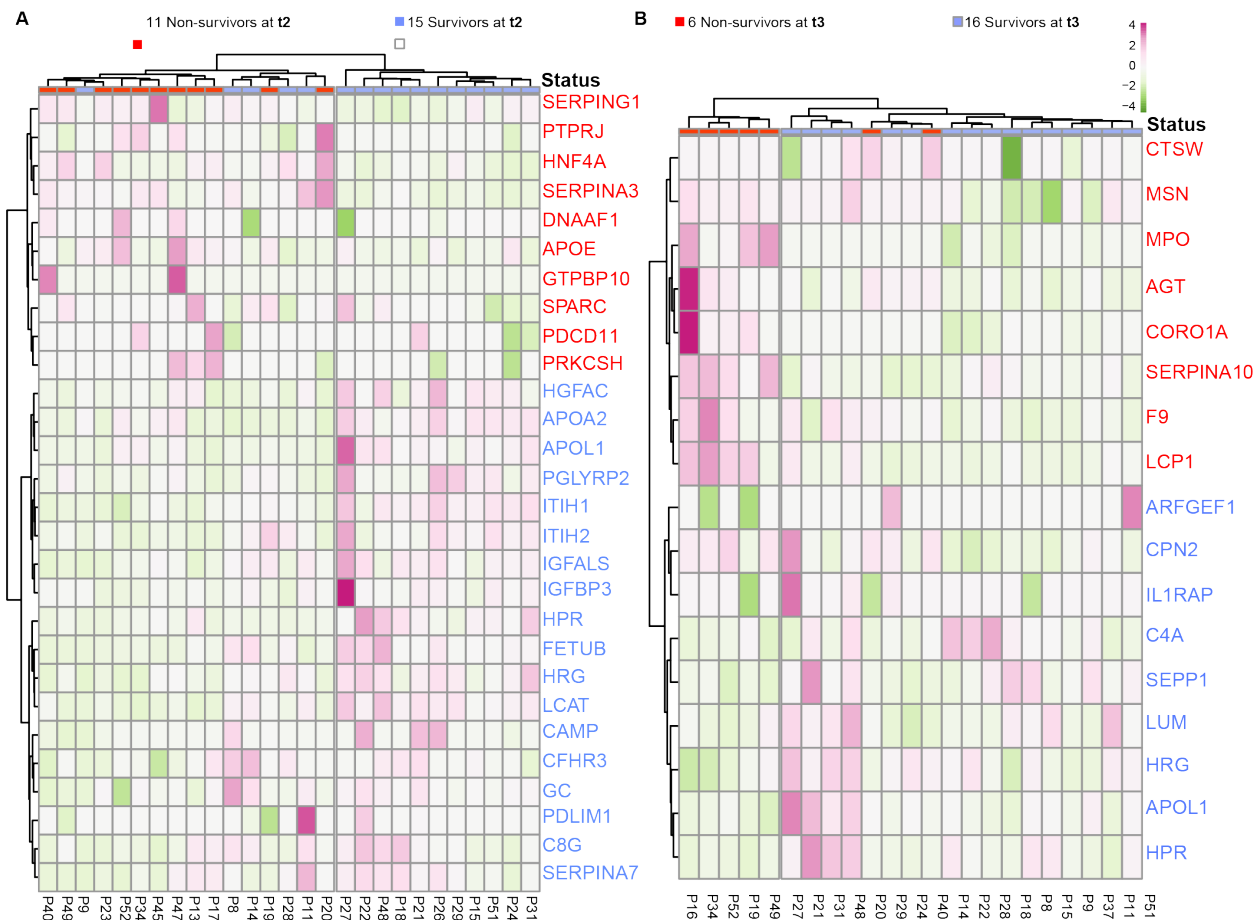 A
11 Non-survivors at t2
15 Survivors at t2
Status
SERPING1
PTPRJ
HNF4A
SERPINA3
DNAAF1
APOE
GTPBP10
SPARC
PDCD11
PRKCSH
HGFAC
APOA2
APOL1
PGLYRP2
ITIH1
ITIH2
IGFALS
IGFBP3
HPR
FETUB
HRG
LCAT
CAMP
CFHR3
GC
PDLIM1
C8G
SERPINA7
P40
P49
P9
P23
P52
P34
P45
P47
P13
P17
P8
P14
P19
P28
P11
P20
P27
P22
P48
P18
P21
P26
P29
P15
P51
P24
P31
B
6 Non-survivors at t3
16 Survivors at t3
4
2
0
−2
−4
Status
CTSW
MSN
MPO
AGT
CORO1A
SERPINA10
F9
LCP1
ARFGEF1
CPN2
IL1RAP
C4A
SEPP1
LUM
HRG
APOL1
HPR
P16
P34
P52
P19
P49
P27
P21
P31
P48
P20
P29
P24
P40
P14
P22
P28
P18
P8
P15
P9
P37
P11
P51